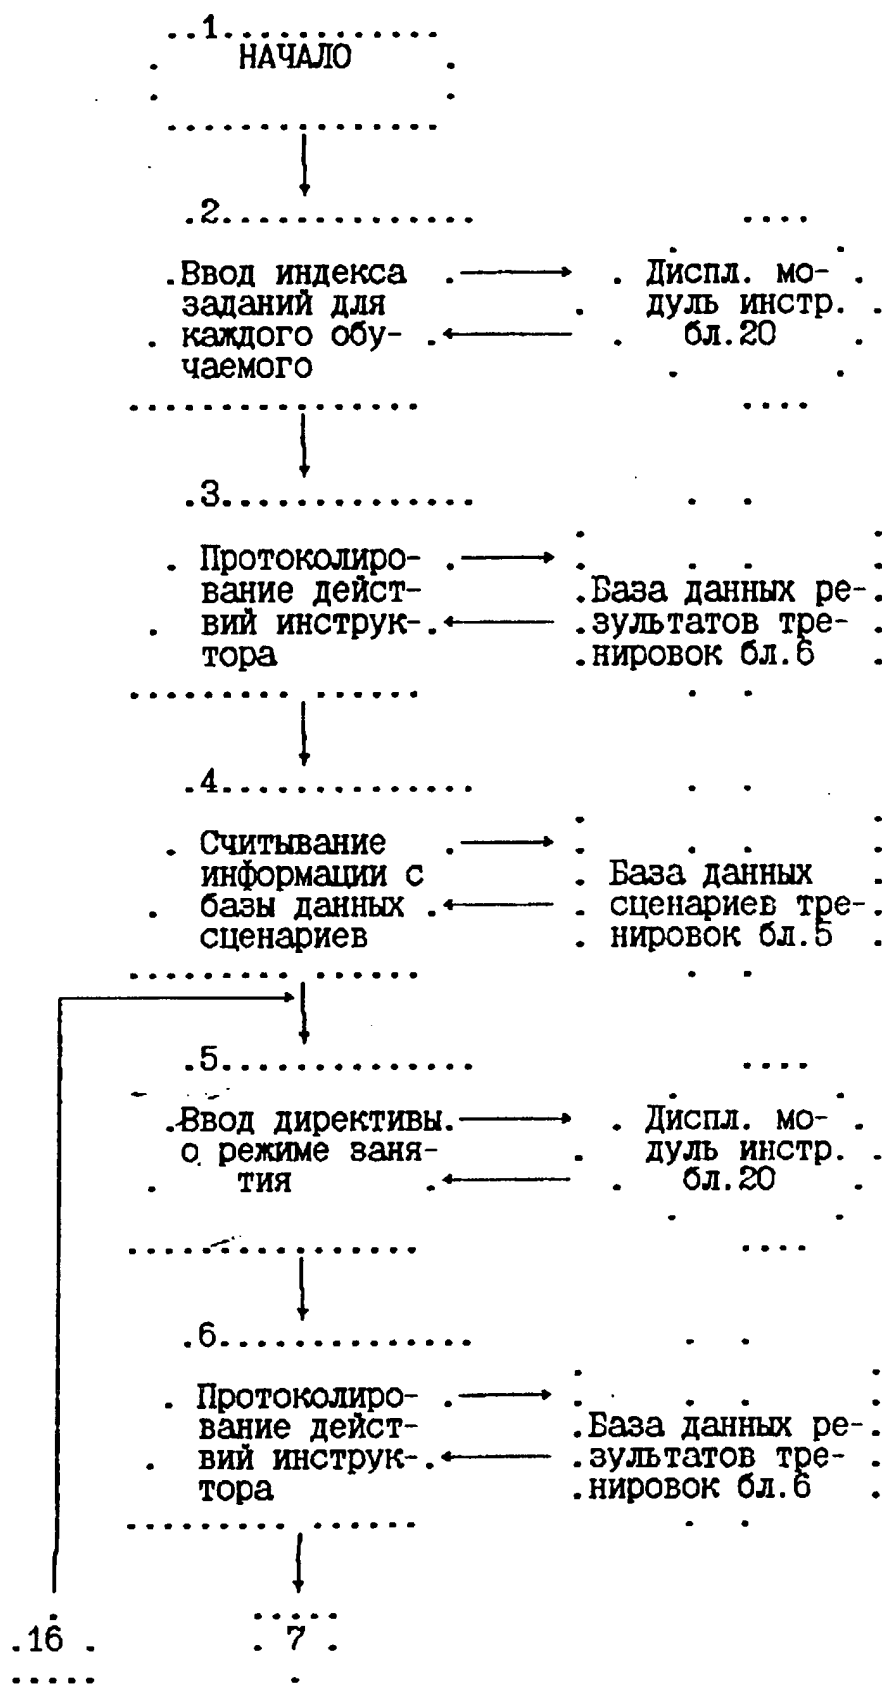 1
НАЧАЛО
2
Ввод индекса
заданий для
каждого обу-
чаемого
Диспл. мо-
дуль инстр.
бл.20
3
Протоколиро-
вание дейст-
вий инструк-
тора
База данных ре-
зультатов тре-
нировок бл.6
4
Считывание
информации с
базы данных
сценариев
База данных
сценариев тре-
нировок бл.5
5
Ввод директивы
о режиме заня-
тия
Диспл. мо-
дуль инстр.
бл.20
6
Протоколиро-
вание дейст-
вий инструк-
тора
База данных ре-
зультатов тре-
нировок бл.6
16
7